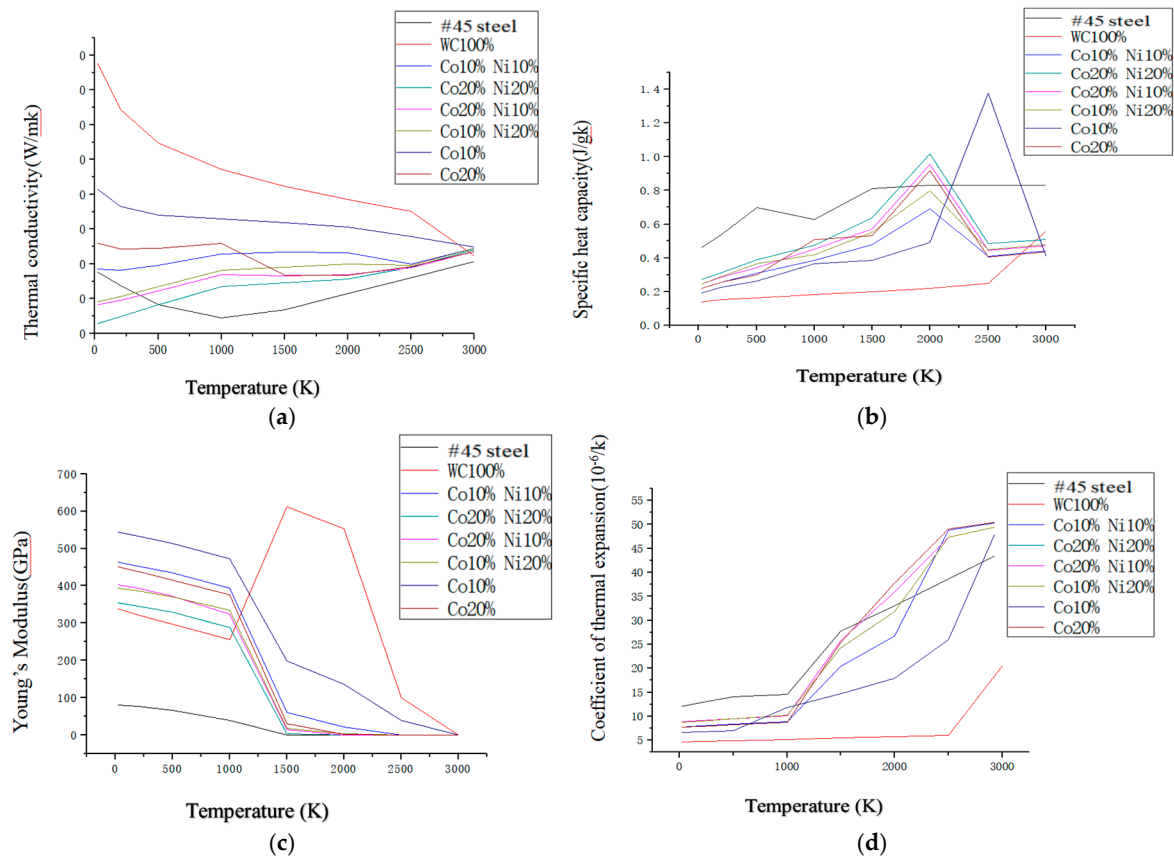 Thermal conductivity(W/mk)
0
0
0
0
0
0
0
0
0
0 500 1000 1500 2000 2500 3000
Temperature (K)
#45 steel
WC100%
Co10% Ni10%
Co20% Ni20%
Co20% Ni10%
Co10% Ni20%
Co10%
Co20%
(a)
Specific heat capacity(J/gk)
1.4
1.2
1.0
0.8
0.6
0.4
0.2
0.0
0 500 1000 1500 2000 2500 3000
Temperature (K)
#45 steel
WC100%
Co10% Ni10%
Co20% Ni20%
Co20% Ni10%
Co10% Ni20%
Co10%
Co20%
(b)
Young's Modulus(GPa)
700
600
500
400
300
200
100
0
0 500 1000 1500 2000 2500 3000
Temperature (K)
#45 steel
WC100%
Co10% Ni10%
Co20% Ni20%
Co20% Ni10%
Co10% Ni20%
Co10%
Co20%
(c)
Coefficient of thermal expansion(10⁻⁶/k)
55
50
45
40
35
30
25
20
15
10
5
0 1000 2000 3000
Temperature (K)
#45 steel
WC100%
Co10% Ni10%
Co20% Ni20%
Co20% Ni10%
Co10% Ni20%
Co10%
Co20%
(d)